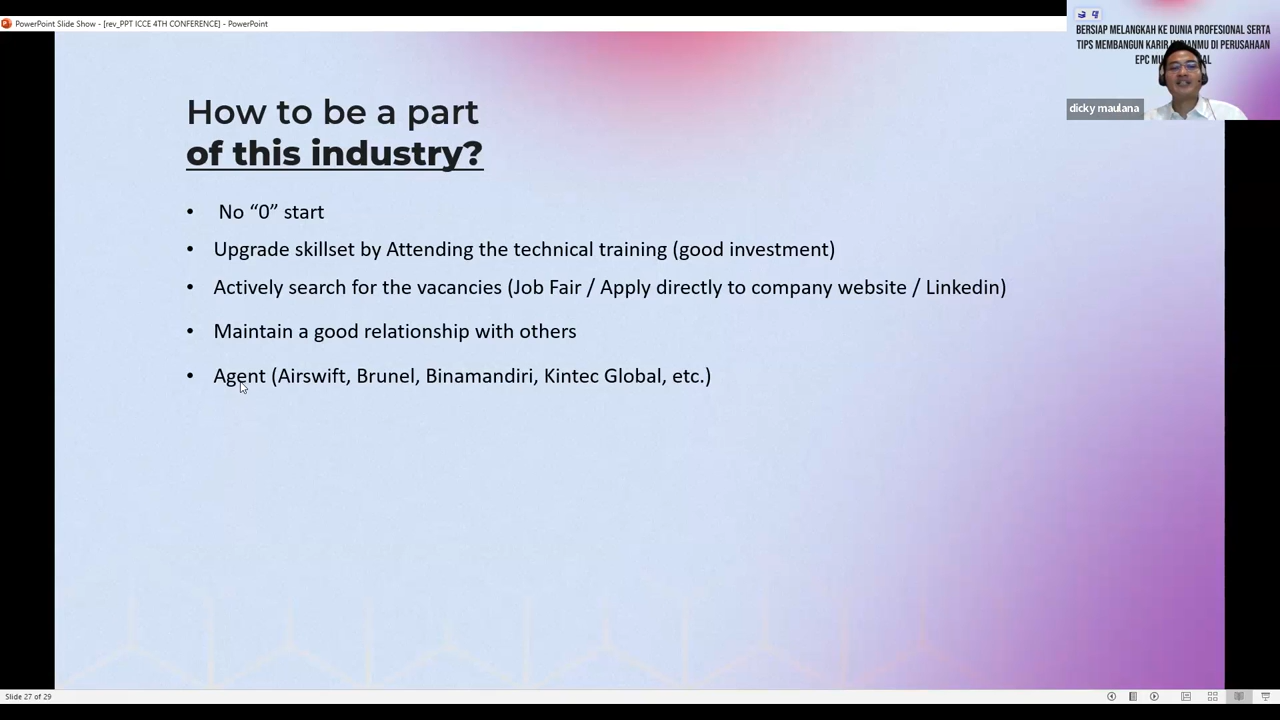 PowerPoint Slide Show - [rev_PPT ICCE 4TH CONFERENCE] - PowerPoint
BERSIAP MELANGKAH KE DUNIA PROFESIONAL SERTA
TIPS MEMBANGUN KARIR DI PERUSAHAAN
EPC
dicky maulana
How to be a part
of this industry?
• No “0” start
• Upgrade skillset by Attending the technical training (good investment)
• Actively search for the vacancies (Job Fair / Apply directly to company website / Linkedin)
• Maintain a good relationship with others
• Agent (Airswift, Brunel, Binamandiri, Kintec Global, etc.)
Slide 27 of 29